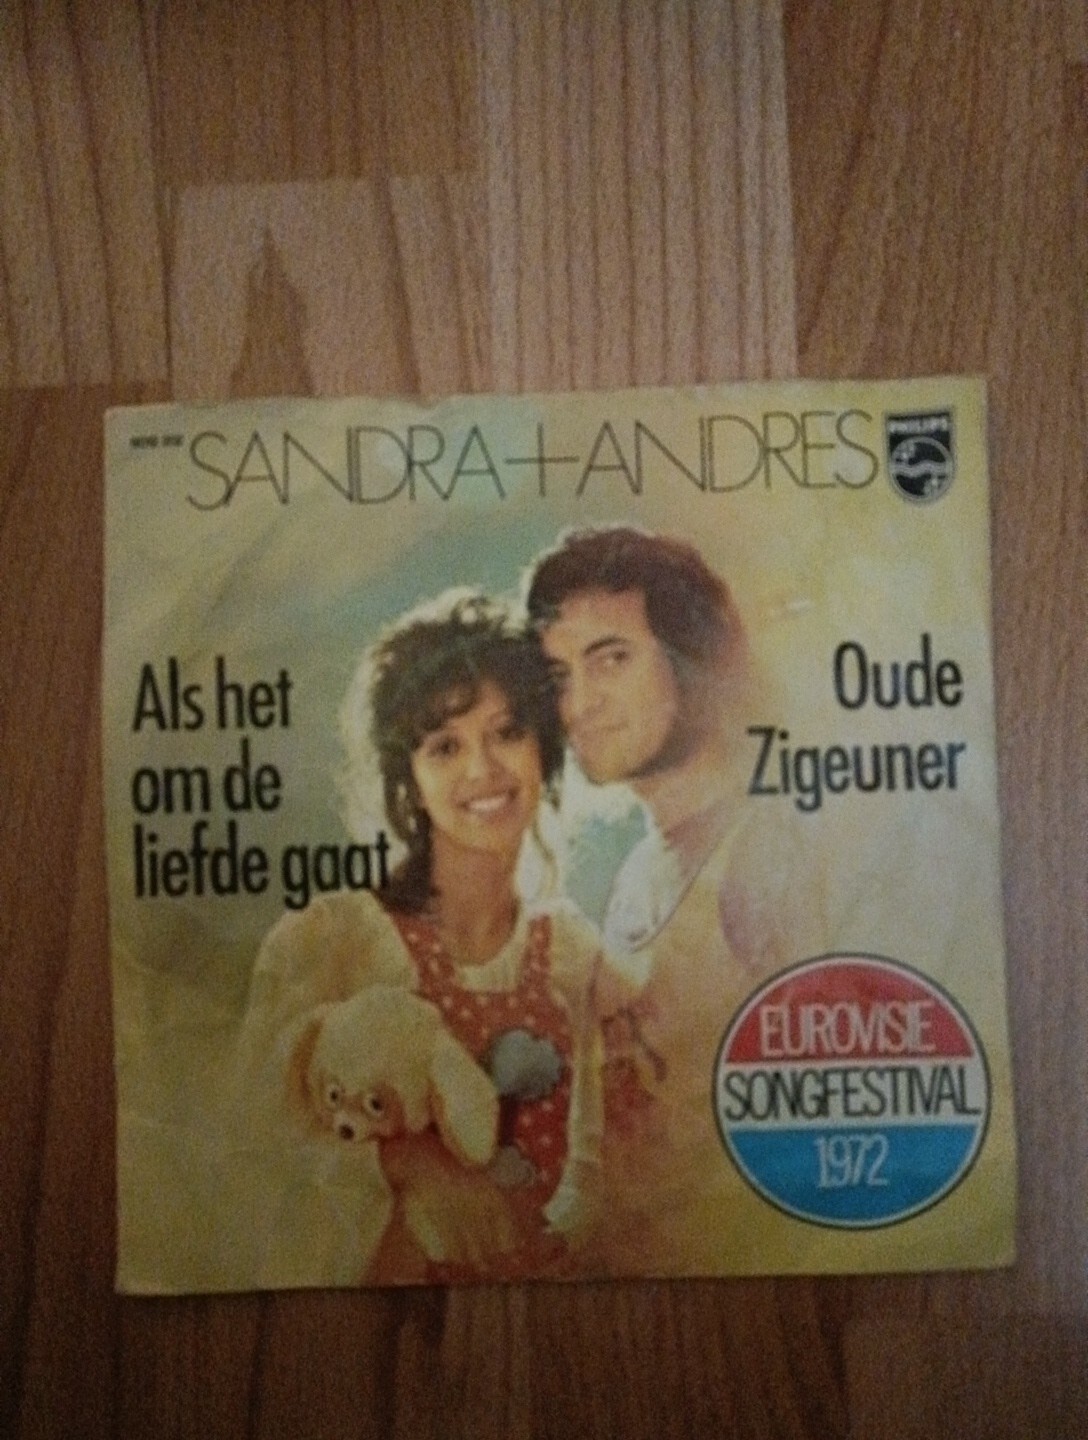 SANDRA+ANDRES
PHILIPS
Als het
om de
liefde gaat
Oude
Zigeuner
EUROVISIE
SONGFESTIVAL
1972